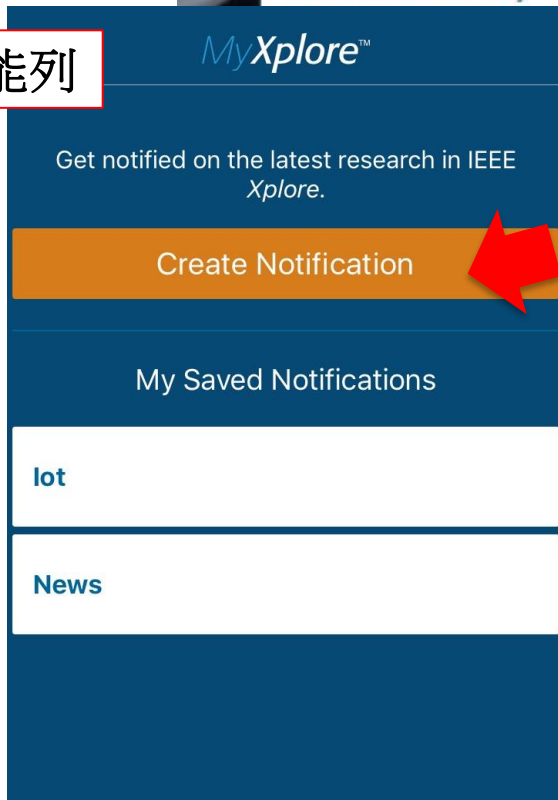 能列
MyXplore™
Get notified on the latest research in IEEE
Xplore.
Create Notification
My Saved Notifications
Iot
News